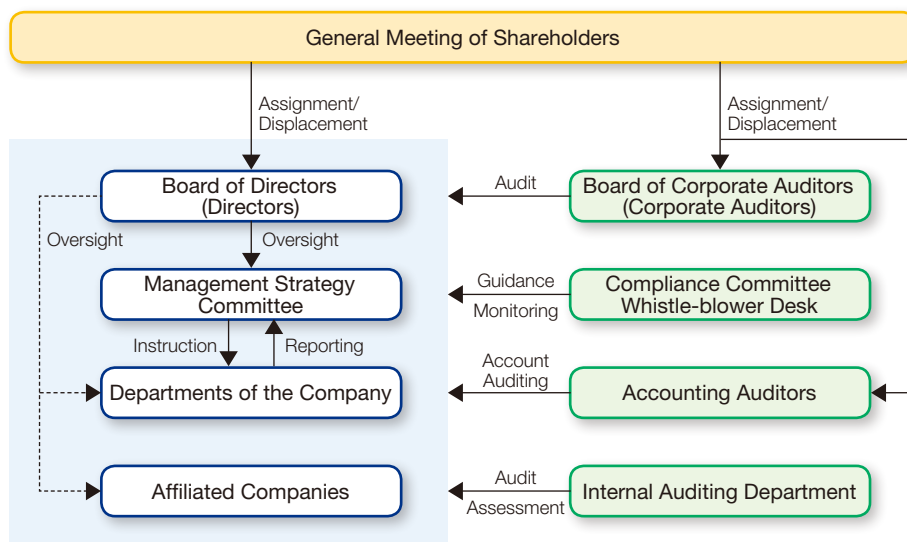 General Meeting of Shareholders
Assignment/
Displacement
Assignment/
Displacement
Board of Directors
(Directors)
Audit
Board of Corporate Auditors
(Corporate Auditors)
Oversight
Oversight
Management Strategy
Committee
Guidance
Monitoring
Compliance Committee
Whistle-blower Desk
Instruction
Reporting
Departments of the Company
Account
Auditing
Accounting Auditors
Affiliated Companies
Audit
Assessment
Internal Auditing Department